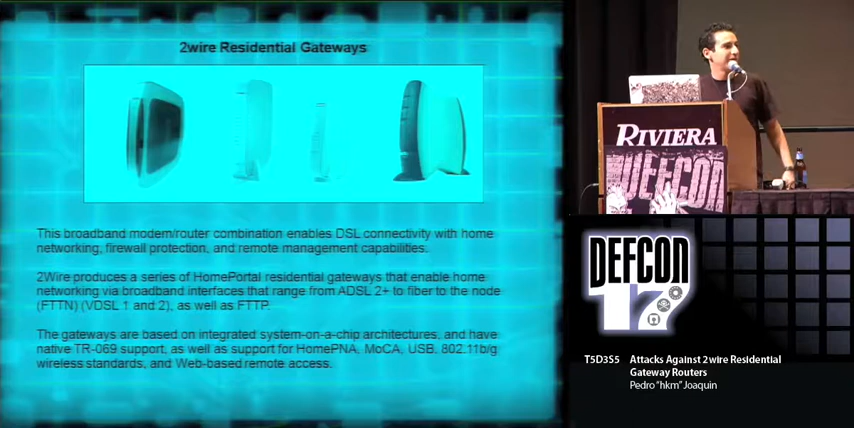 2wire Residential Gateways
This broadband modem/router combination enables DSL connectivity with home
networking, firewall protection, and remote management capabilities.
2Wire produces a series of HomePortal residential gateways that enable home
networking via broadband interfaces that range from ADSL 2+ to fiber to the node
(FTTN) (VDSL 1 and 2), as well as FTTP.
The gateways are based on integrated system-on-a-chip architectures, and have
native TR-069 support, as well as support for HomePNA, MoCA, USB, 802.11b/g
wireless standards, and Web-based remote access.
RIVIERA
DEFCON
DEFCON
17
T5D3S5 Attacks Against 2wire Residential
Gateway Routers
Pedro "hkm" Joaquin